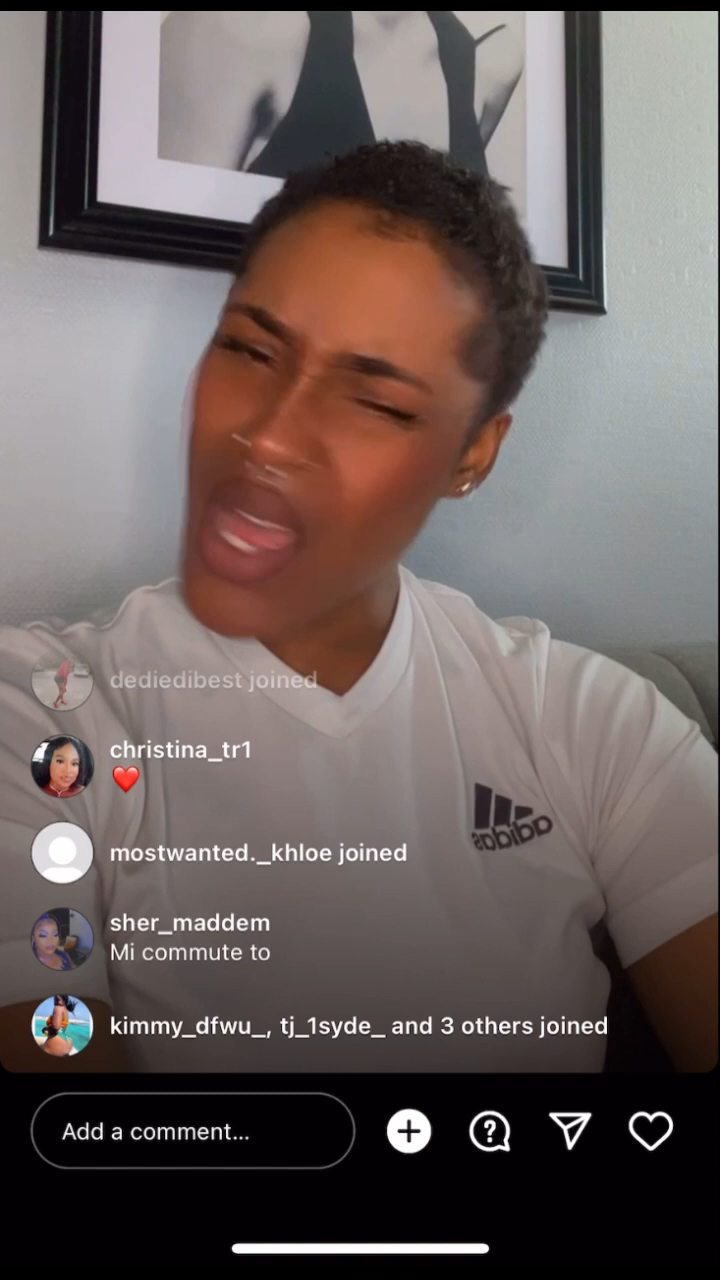 dediedibest joined
christina_tr1
❤️
mostwanted._khloe joined
sher_maddem
Mi commute to
adidas
kimmy_dfwu_, tj_1syde_ and 3 others joined
Add a comment...